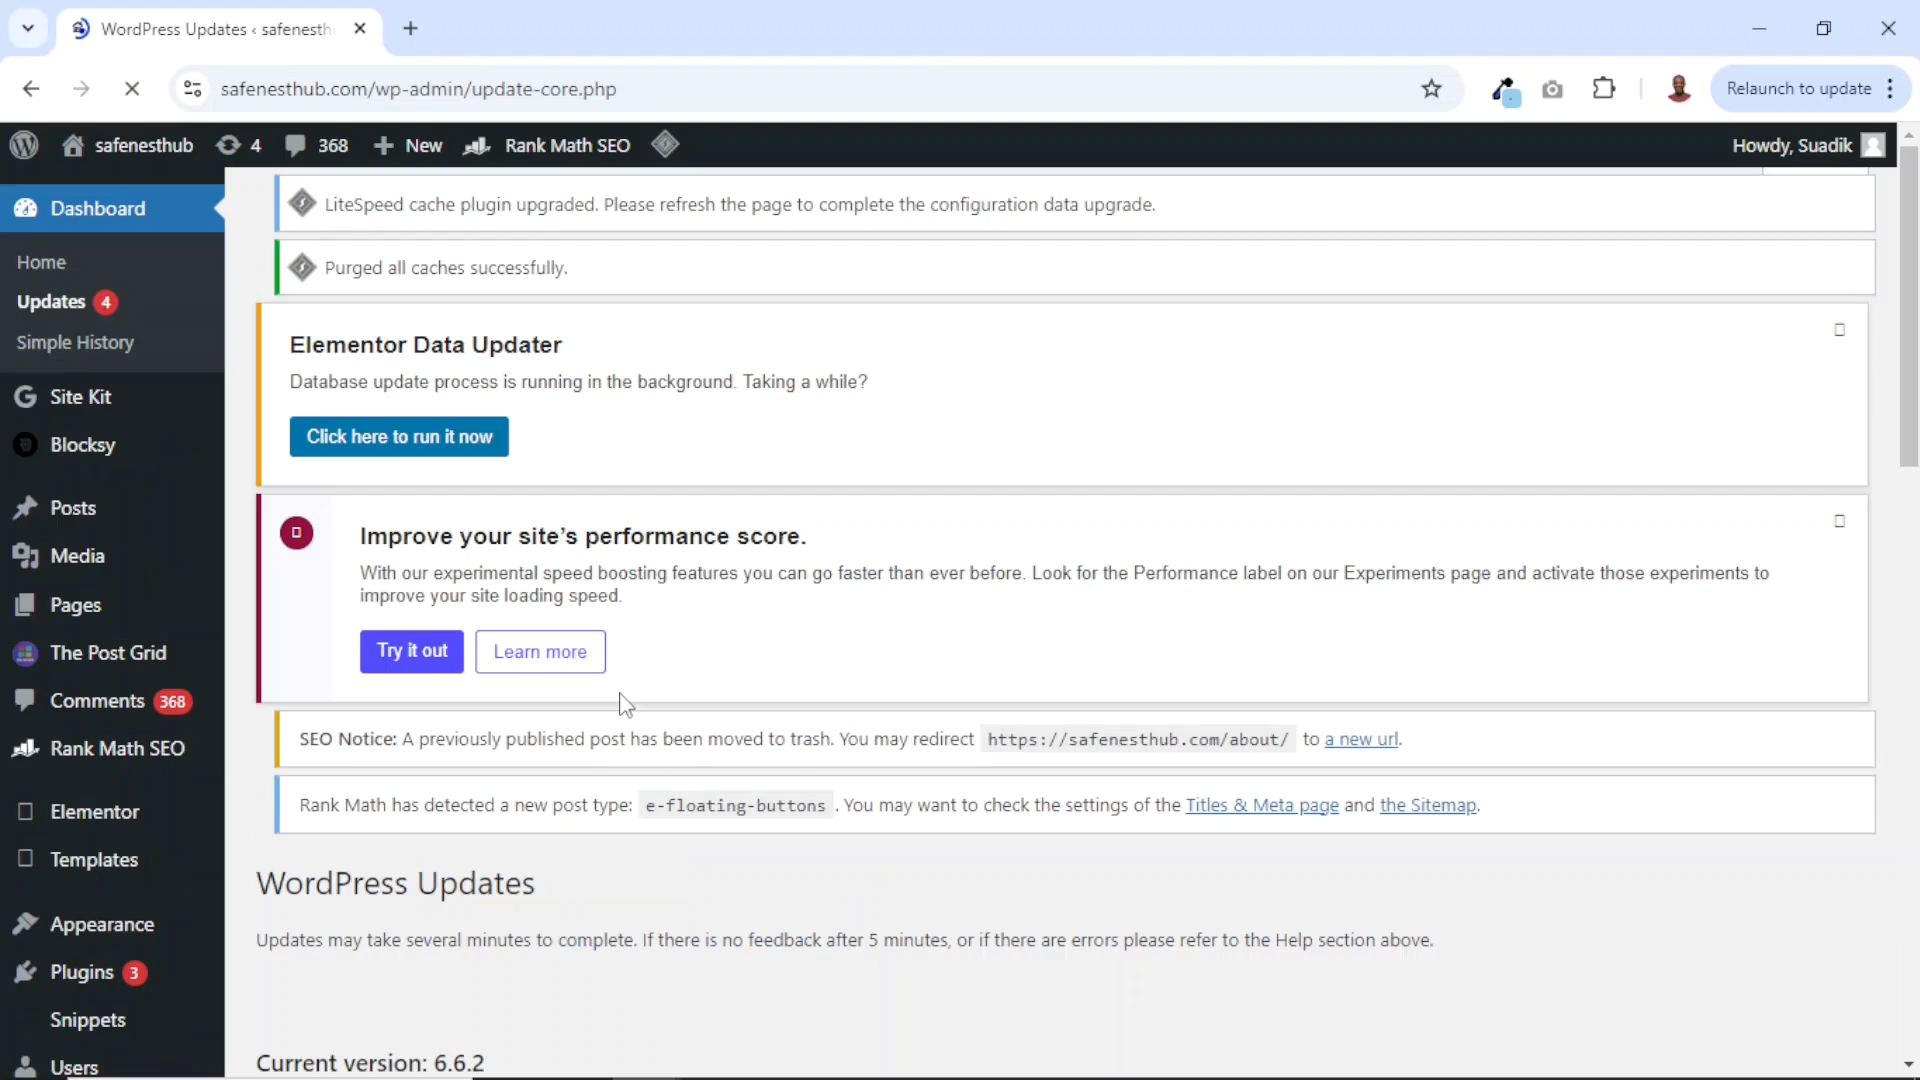 WordPress Updates ‹ safenesth
safenesthub.com/wp-admin/update-core.php
Relaunch to update
safenesthub
4
368
New
Rank Math SEO
Howdy, Suadik
Dashboard
Home
Updates 4
Simple History
Site Kit
Blocksy
Posts
Media
Pages
The Post Grid
Comments 368
Rank Math SEO
Elementor
Templates
Appearance
Plugins 3
Snippets
Users
LiteSpeed cache plugin upgraded. Please refresh the page to complete the configuration data upgrade.
Purged all caches successfully.
Elementor Data Updater
Database update process is running in the background. Taking a while?
Click here to run it now
Improve your site’s performance score.
With our experimental speed boosting features you can go faster than ever before. Look for the Performance label on our Experiments page and activate those experiments to
improve your site loading speed.
Try it out
Learn more
SEO Notice: A previously published post has been moved to trash. You may redirect https://safenesthub.com/about/ to a new url.
Rank Math has detected a new post type: e-floating-buttons . You may want to check the settings of the Titles & Meta page and the Sitemap.
WordPress Updates
Updates may take several minutes to complete. If there is no feedback after 5 minutes, or if there are errors please refer to the Help section above.
Current version: 6.6.2